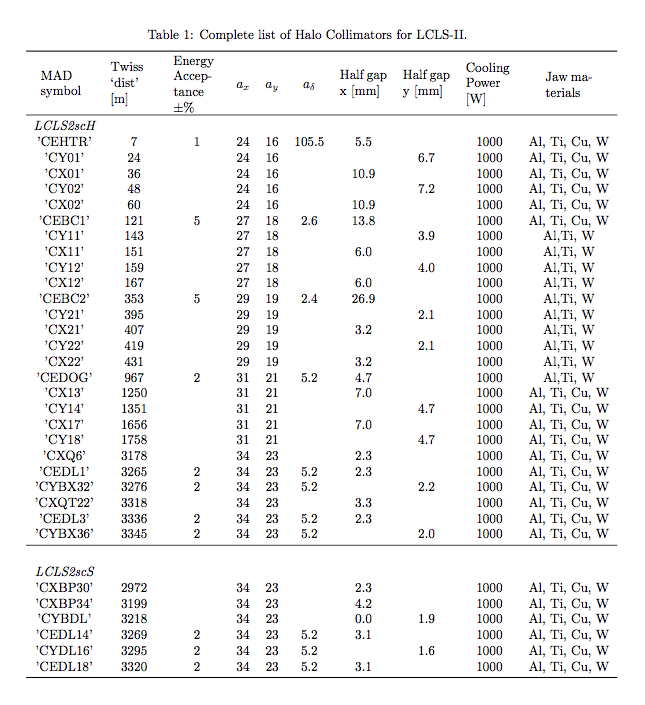 Table 1: Complete list of Halo Collimators for LCLS-II.
MAD symbol Twiss 'dist' [m] Energy Accep-tance ±% aₓ a_y a_δ Half gap x [mm] Half gap y [mm] Cooling Power [W] Jaw ma-terials
LCLS2scH
'CEHTR' 7 1 24 16 105.5 5.5 1000 Al, Ti, Cu, W
'CY01' 24 24 16 6.7 1000 Al, Ti, Cu, W
'CX01' 36 24 16 10.9 1000 Al, Ti, Cu, W
'CY02' 48 24 16 7.2 1000 Al, Ti, Cu, W
'CX02' 60 24 16 10.9 1000 Al, Ti, Cu, W
'CEBC1' 121 5 27 18 2.6 13.8 1000 Al, Ti, Cu, W
'CY11' 143 27 18 3.9 1000 Al,Ti, W
'CX11' 151 27 18 6.0 1000 Al,Ti, W
'CY12' 159 27 18 4.0 1000 Al,Ti, W
'CX12' 167 27 18 6.0 1000 Al,Ti, W
'CEBC2' 353 5 29 19 2.4 26.9 1000 Al,Ti, W
'CY21' 395 29 19 2.1 1000 Al,Ti, W
'CX21' 407 29 19 3.2 1000 Al,Ti, W
'CY22' 419 29 19 2.1 1000 Al,Ti, W
'CX22' 431 29 19 3.2 1000 Al,Ti, W
'CEDOG' 967 2 31 21 5.2 4.7 1000 Al,Ti, W
'CX13' 1250 31 21 7.0 1000 Al, Ti, Cu, W
'CY14' 1351 31 21 4.7 1000 Al, Ti, Cu, W
'CX17' 1656 31 21 7.0 1000 Al, Ti, Cu, W
'CY18' 1758 31 21 4.7 1000 Al, Ti, Cu, W
'CXQ6' 3178 34 23 2.3 1000 Al, Ti, Cu, W
'CEDL1' 3265 2 34 23 5.2 2.3 1000 Al, Ti, Cu, W
'CYBX32' 3276 2 34 23 5.2 2.2 1000 Al, Ti, Cu, W
'CXQT22' 3318 34 23 3.3 1000 Al, Ti, Cu, W
'CEDL3' 3336 2 34 23 5.2 2.3 1000 Al, Ti, Cu, W
'CYBX36' 3345 2 34 23 5.2 2.0 1000 Al, Ti, Cu, W
LCLS2scS
'CXBP30' 2972 34 23 2.3 1000 Al, Ti, Cu, W
'CXBP34' 3199 34 23 4.2 1000 Al, Ti, Cu, W
'CYBDL' 3218 34 23 0.0 1.9 1000 Al, Ti, Cu, W
'CEDL14' 3269 2 34 23 5.2 3.1 1000 Al, Ti, Cu, W
'CYDL16' 3295 2 34 23 5.2 1.6 1000 Al, Ti, Cu, W
'CEDL18' 3320 2 34 23 5.2 3.1 1000 Al, Ti, Cu, W